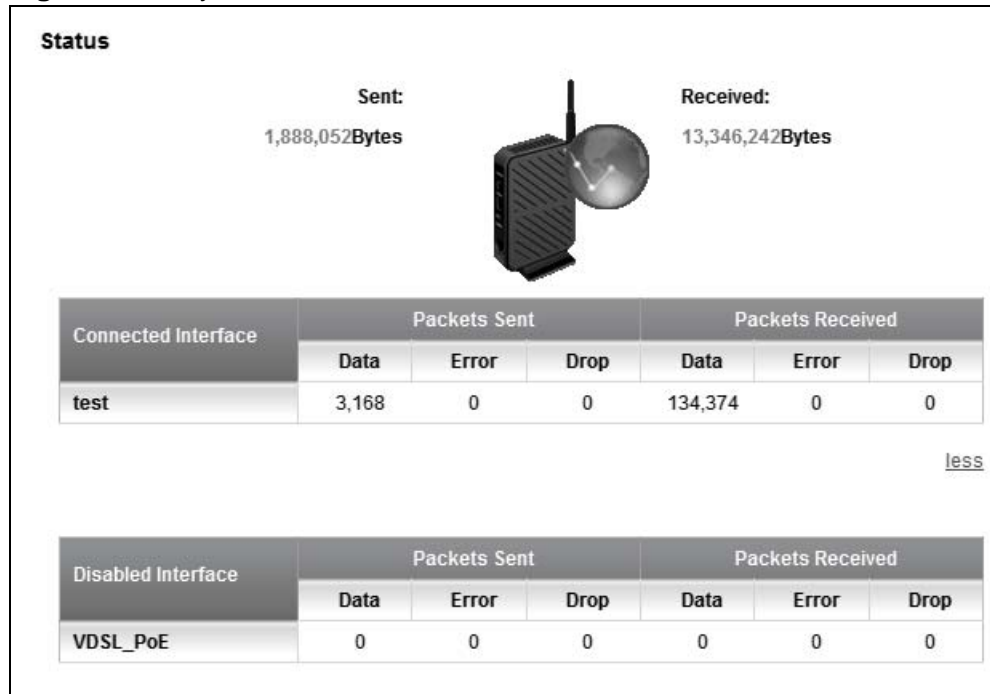 Status
Sent: Received:
1,888,052Bytes 13,346,242Bytes
Connected Interface Packets Sent Packets Received
Data Error Drop Data Error Drop
test 3,168 0 0 134,374 0 0
less
Disabled Interface Packets Sent Packets Received
Data Error Drop Data Error Drop
VDSL_PoE 0 0 0 0 0 0